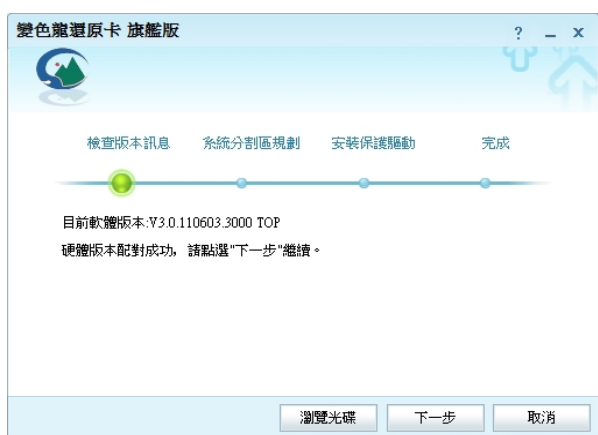 變色龍還原卡 旗艦版
? _ x
檢查版本訊息 系統分割區規劃 安裝保護驅動 完成
目前軟體版本:V3.0.110603.3000 TOP
硬體版本配對成功, 請點選"下一步"繼續。
瀏覽光碟 下一步 取消